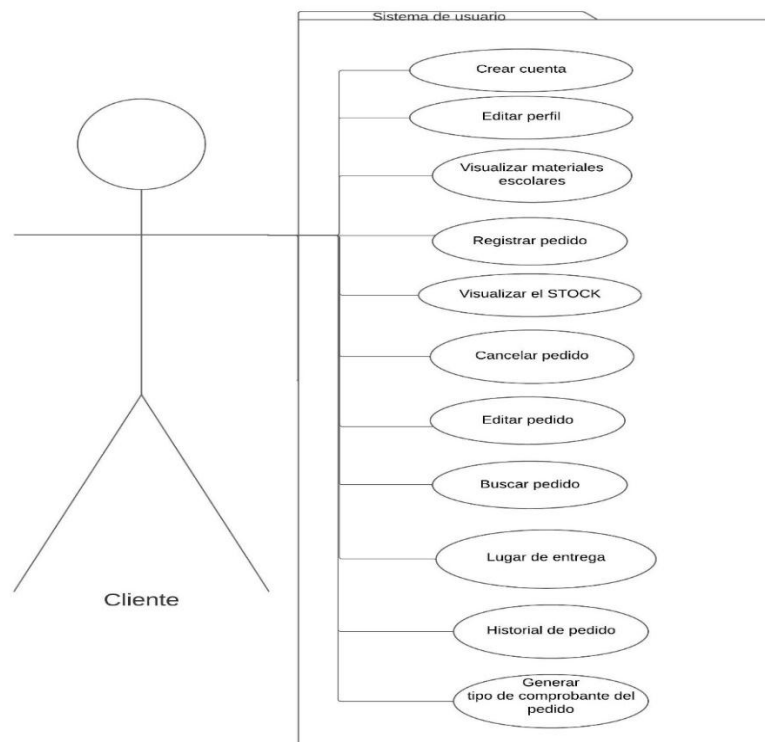 Sistema de usuario
Crear cuenta
Editar perfil
Visualizar materiales
escolares
Registrar pedido
Visualizar el STOCK
Cancelar pedido
Editar pedido
Buscar pedido
Lugar de entrega
Cliente
Historial de pedido
Generar
tipo de comprobante del
pedido